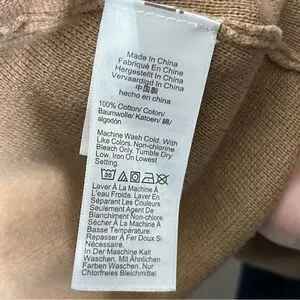 Made In China
Fabriqué En Chine
Hergestellt In China
Vervaardigd In China
中国製
hecho en china
100% Cotton/ Coton/
Baumwolle/ Katoen/ 綿/
algodón
Machine Wash Cold. With
Like Colors. Non-chlorine
Bleach Only. Tumble Dry
Low. Iron On Lowest
Setting.
30
Laver À La Machine À
L'eau Froide. Laver En
Séparant Les Couleurs
Seulement Agent De
Blanchiment Non-chlore.
Sécher À La Machine À
Basse Température.
Repasser À Fer Doux Si
Nécessaire.
In Der Maschine Kalt
Waschen. Mit Ähnlichen
Farben Waschen. Nur
Chlorfreies Bleichmittel